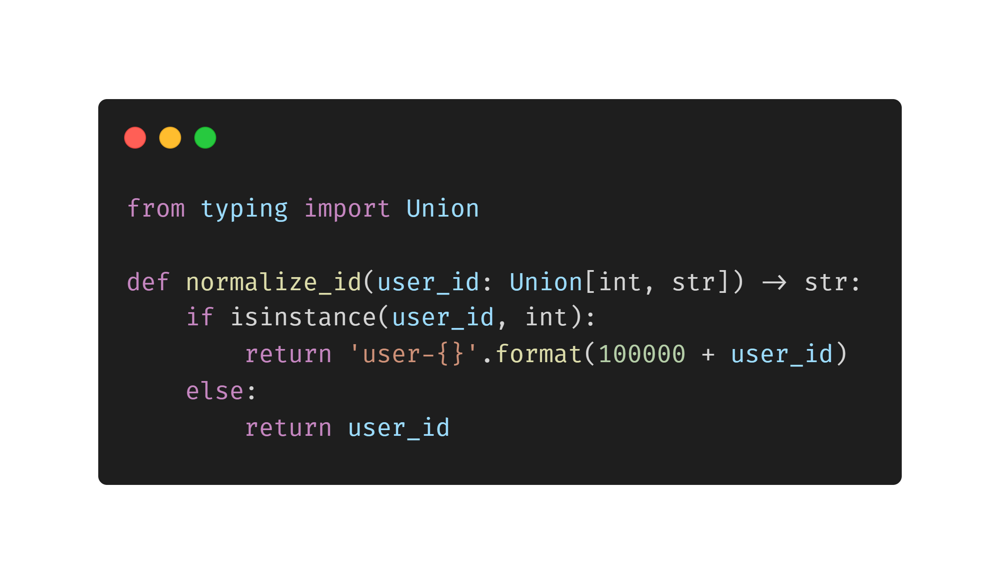 from typing import Union
def normalize_id(user_id: Union[int, str]) -> str:
    if isinstance(user_id, int):
        return 'user-{}'.format(100000 + user_id)
    else:
        return user_id